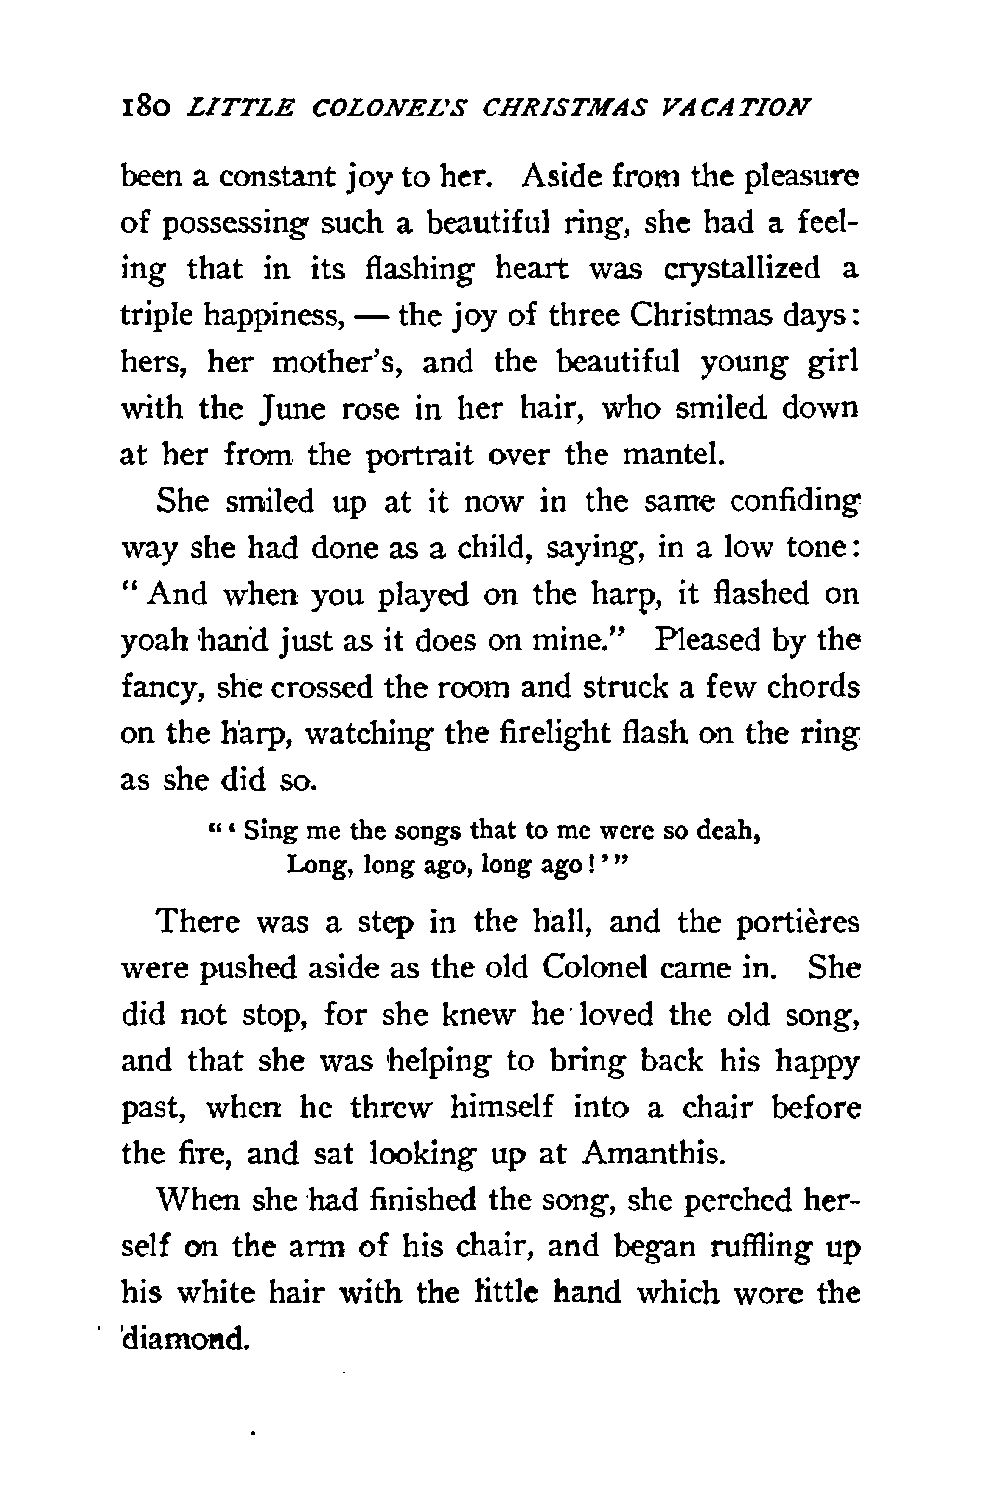 180 LITTLE COLONEL'S CHRISTMAS VACATION
been a constant joy to her. Aside from the pleasure
of possessing such a beautiful ring, she had a feel-
ing that in its flashing heart was crystallized a
triple happiness, — the joy of three Christmas days:
hers, her mother's, and the beautiful young girl
with the June rose in her hair, who smiled down
at her from the portrait over the mantel.
She smiled up at it now in the same confiding
way she had done as a child, saying, in a low tone:
“ And when you played on the harp, it flashed on
yoah hand just as it does on mine.” Pleased by the
fancy, she crossed the room and struck a few chords
on the harp, watching the firelight flash on the ring
as she did so.
“ ‘ Sing me the songs that to me were so deah,
Long, long ago, long ago ! ’ ”
There was a step in the hall, and the portières
were pushed aside as the old Colonel came in. She
did not stop, for she knew he loved the old song,
and that she was helping to bring back his happy
past, when he threw himself into a chair before
the fire, and sat looking up at Amanthis.
When she had finished the song, she perched her-
self on the arm of his chair, and began ruffling up
his white hair with the little hand which wore the
diamond.